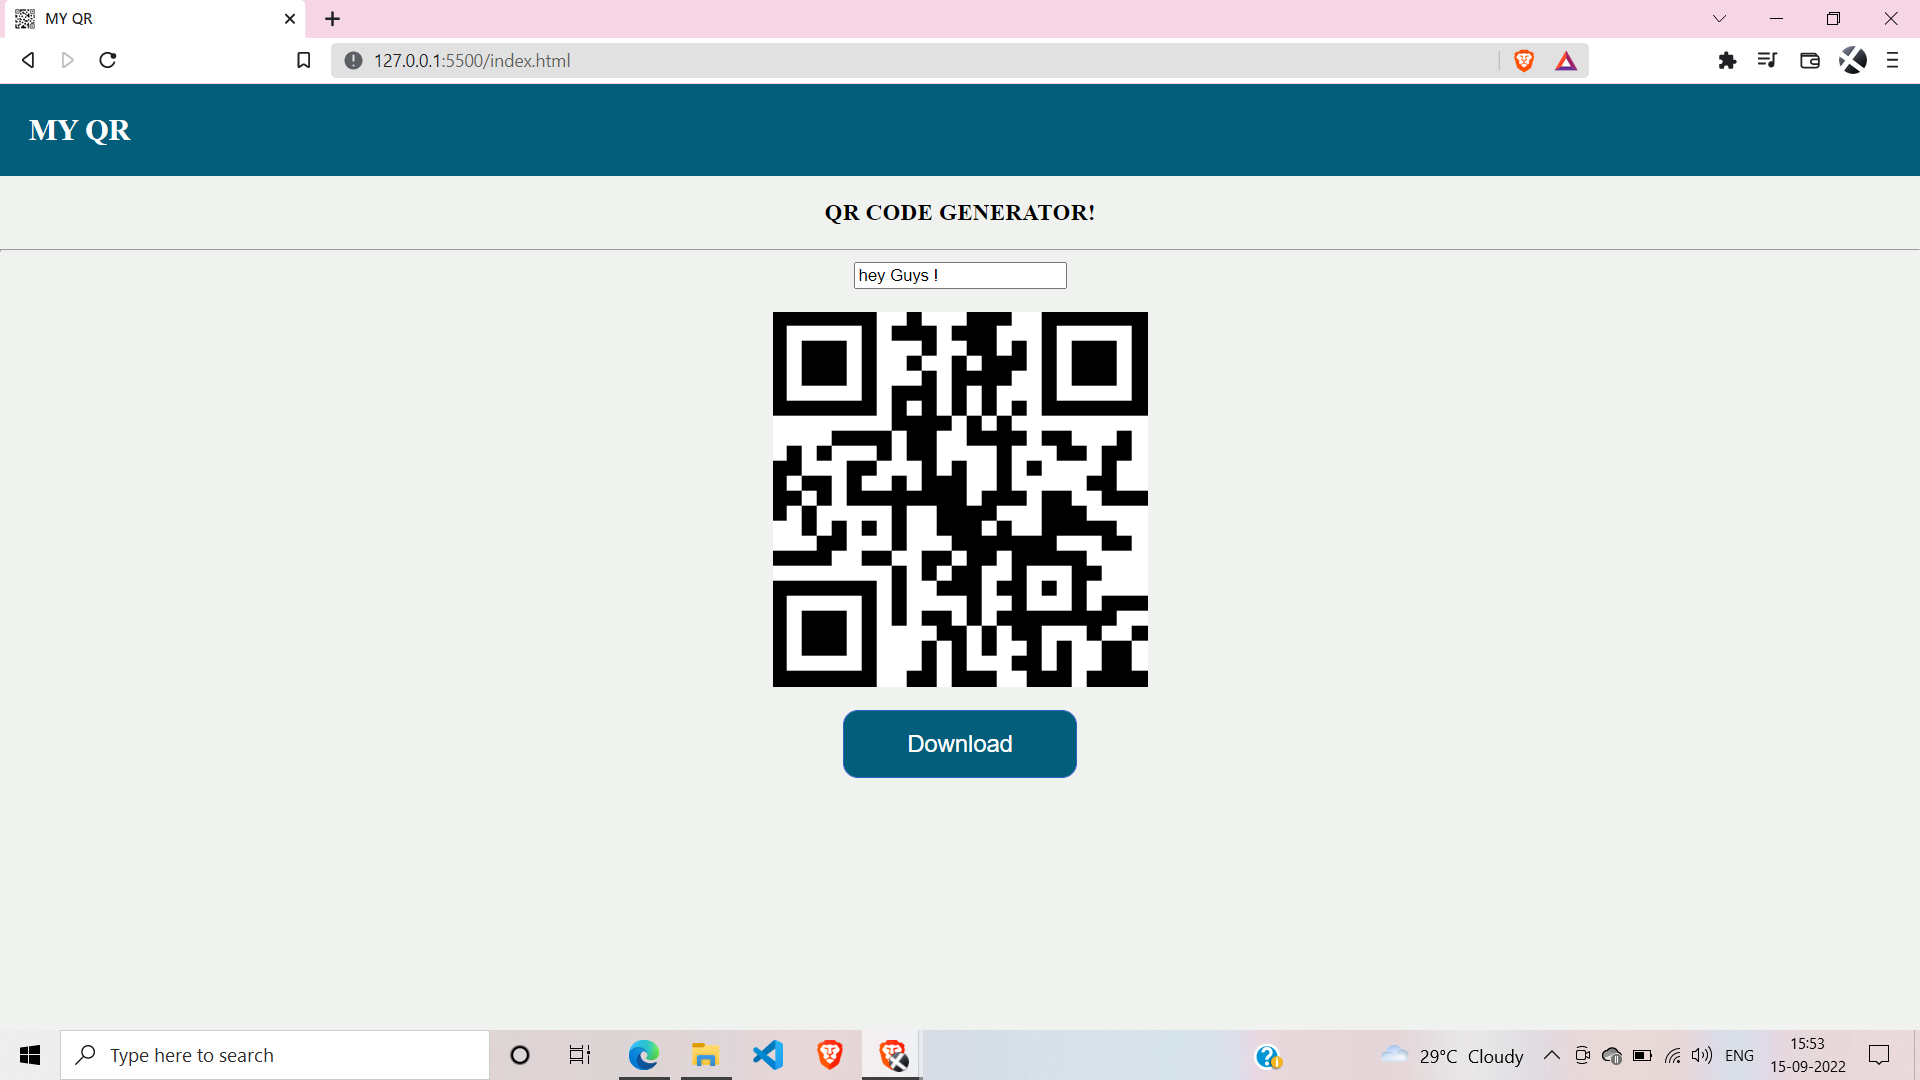 MY QR
127.0.0.1:5500/index.html
MY QR
QR CODE GENERATOR!
hey Guys !
Download
Type here to search
29°C Cloudy
ENG
15:53
15-09-2022